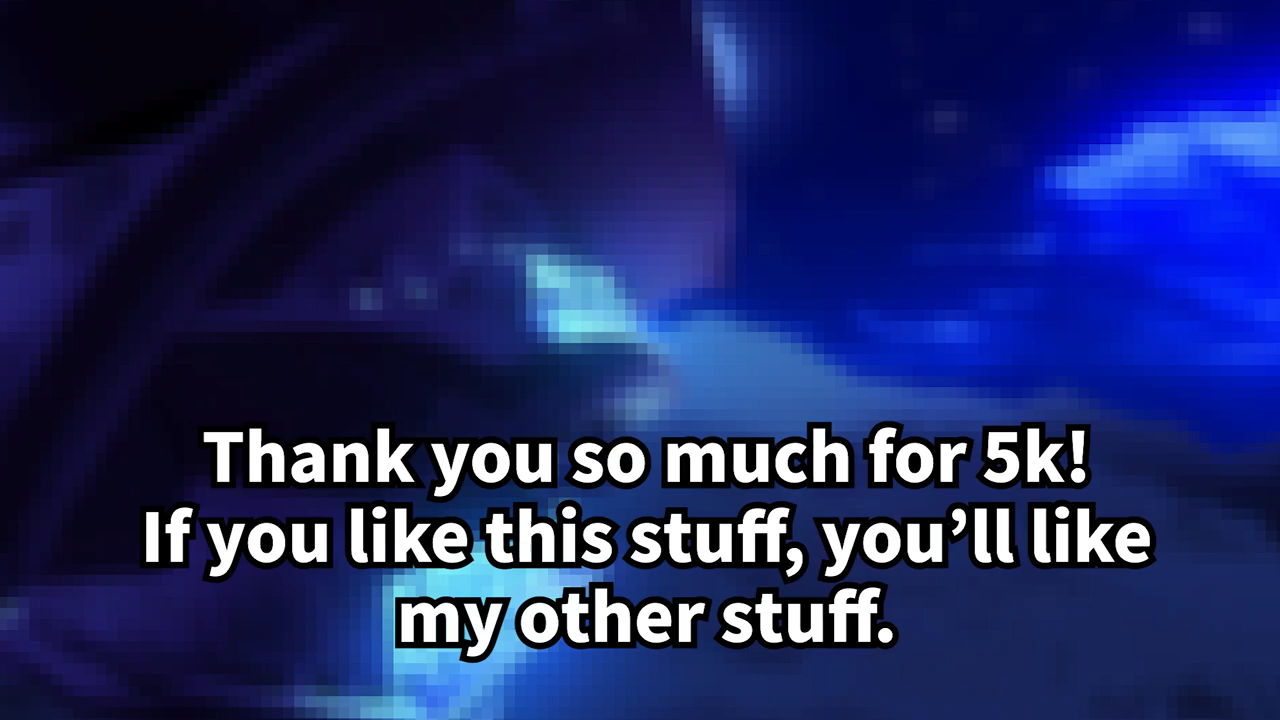 Thank you so much for 5k!
If you like this stuff, you’ll like
my other stuff.